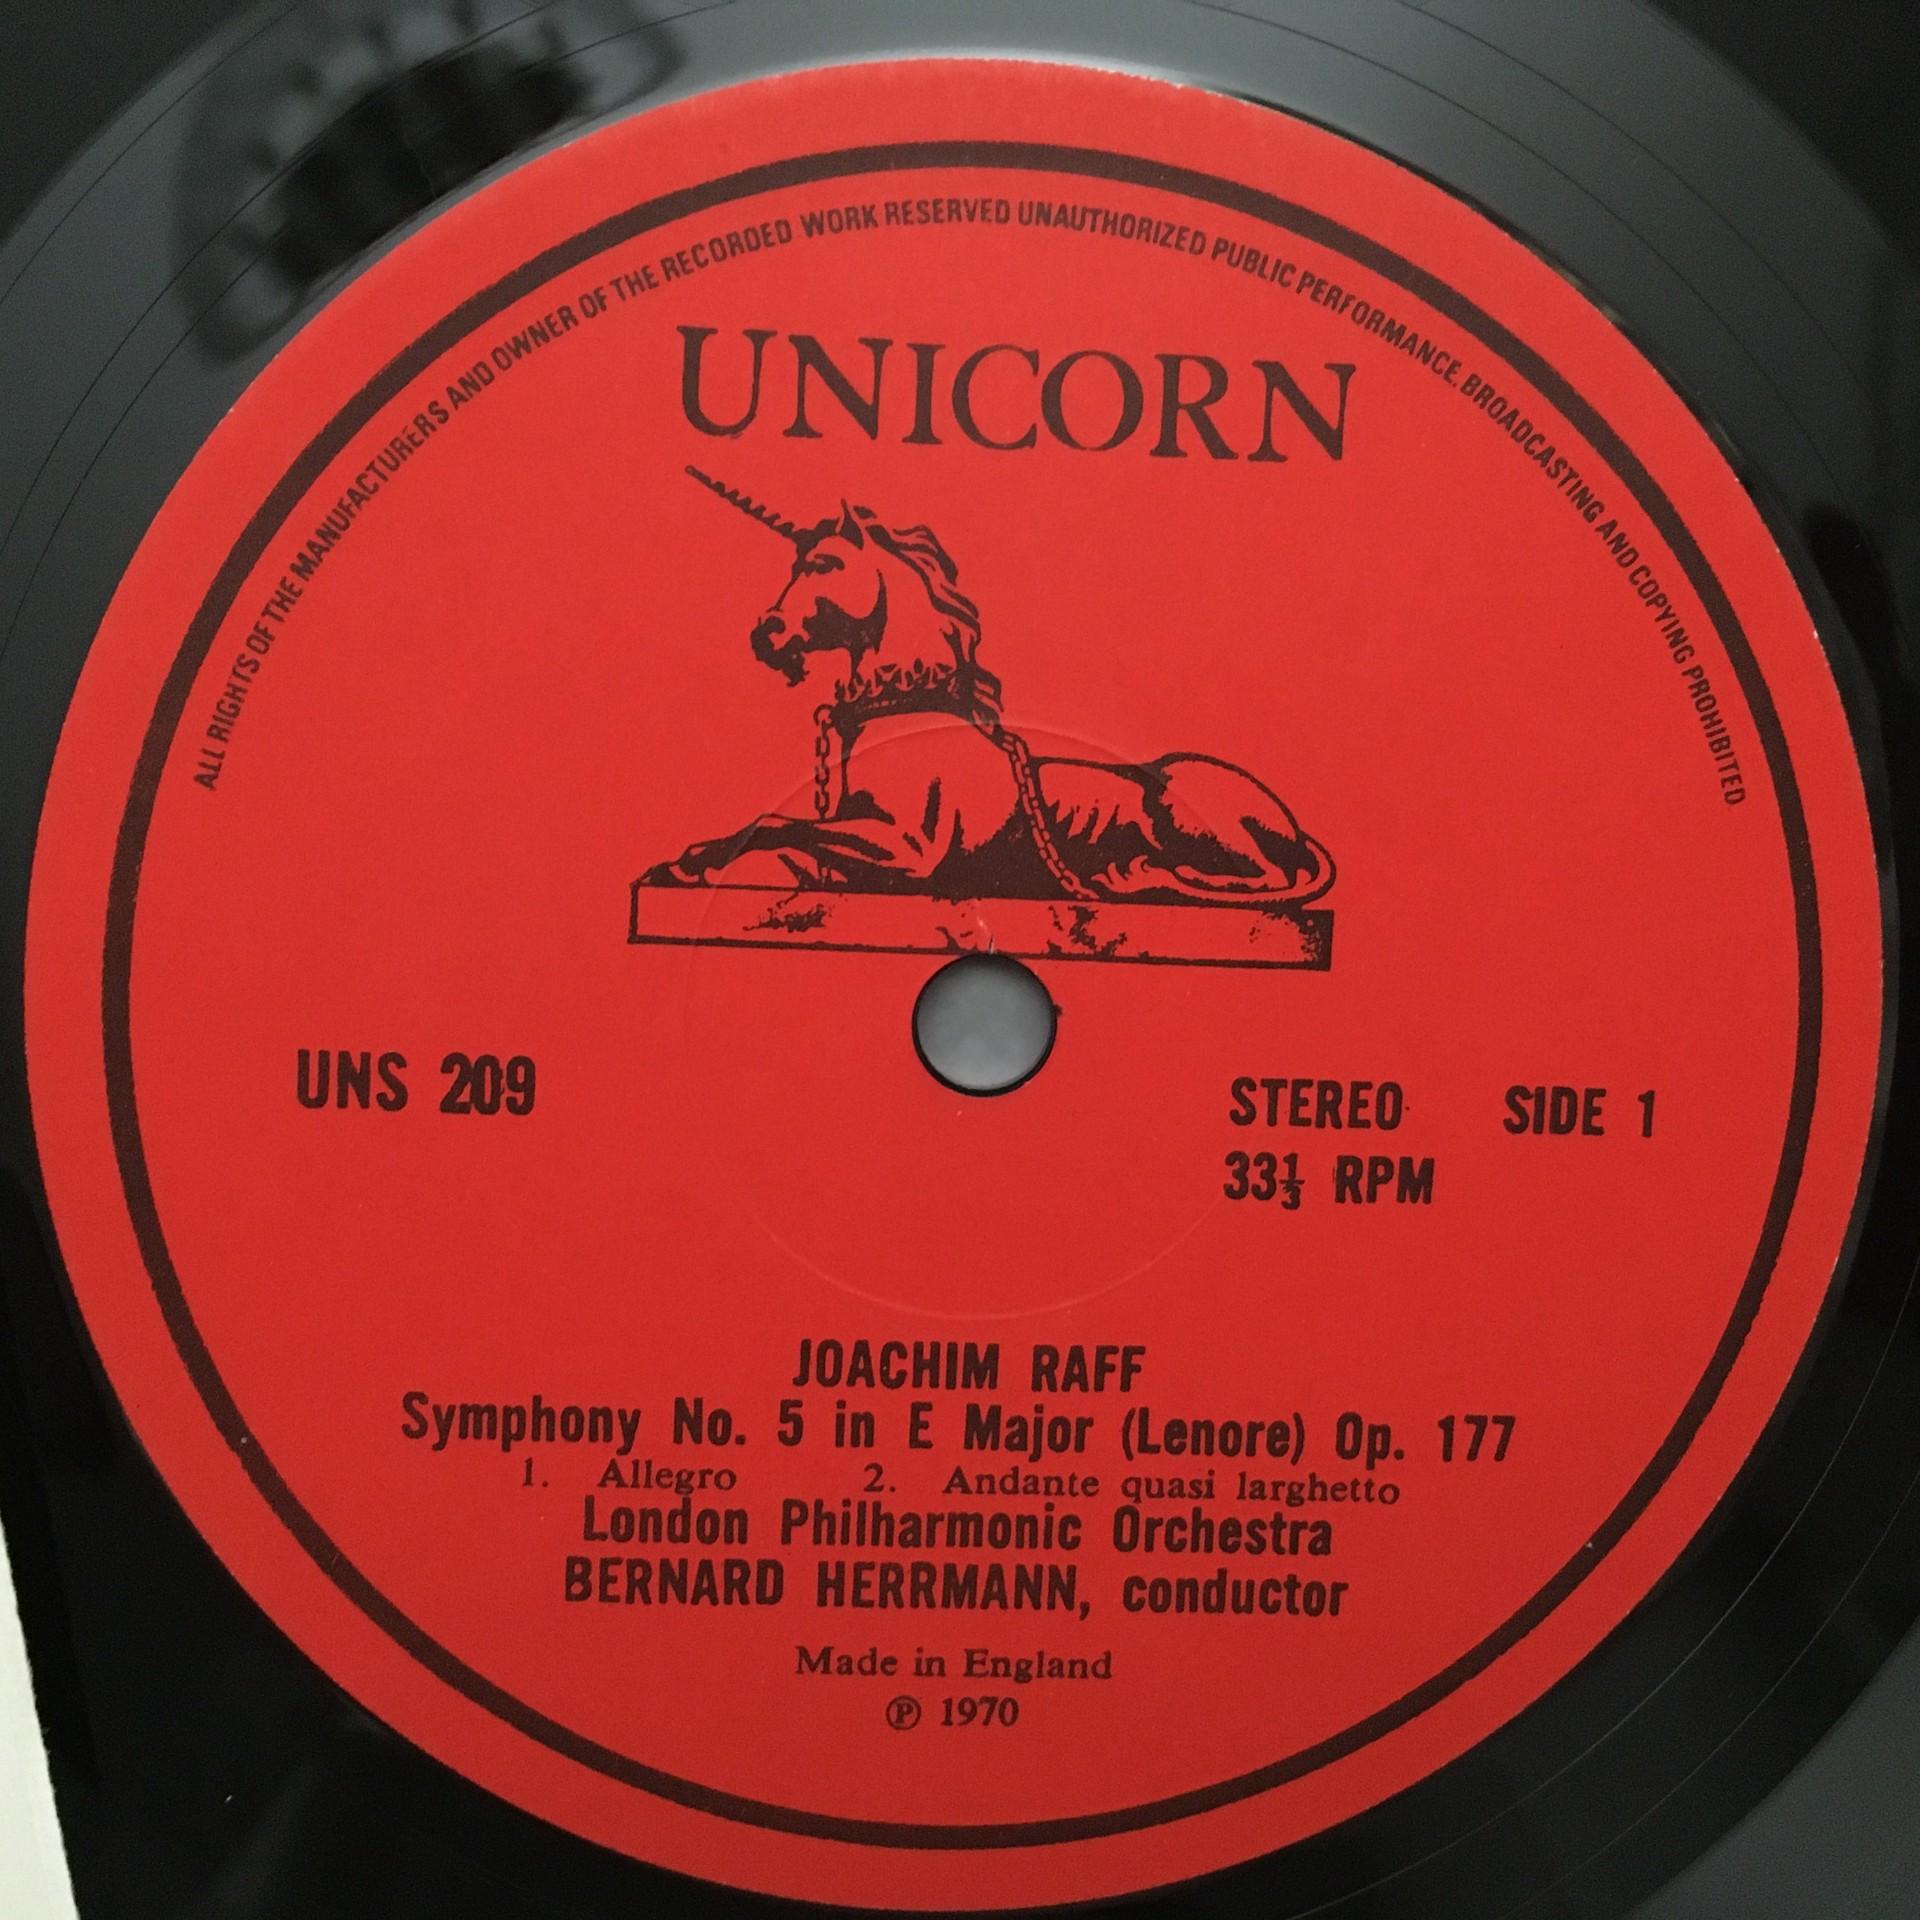 ALL RIGHTS OF THE MANUFACTURERS AND OWNER OF THE RECORDED WORK RESERVED UNAUTHORIZED PUBLIC PERFORMANCE. BROADCASTING AND COPYING PROHIBITED
UNICORN
UNS 209
STEREO SIDE 1
33⅓ RPM
JOACHIM RAFF
Symphony No. 5 in E Major (Lenore) Op. 177
1. Allegro 2. Andante quasi larghetto
London Philharmonic Orchestra
BERNARD HERRMANN, conductor
Made in England
℗ 1970